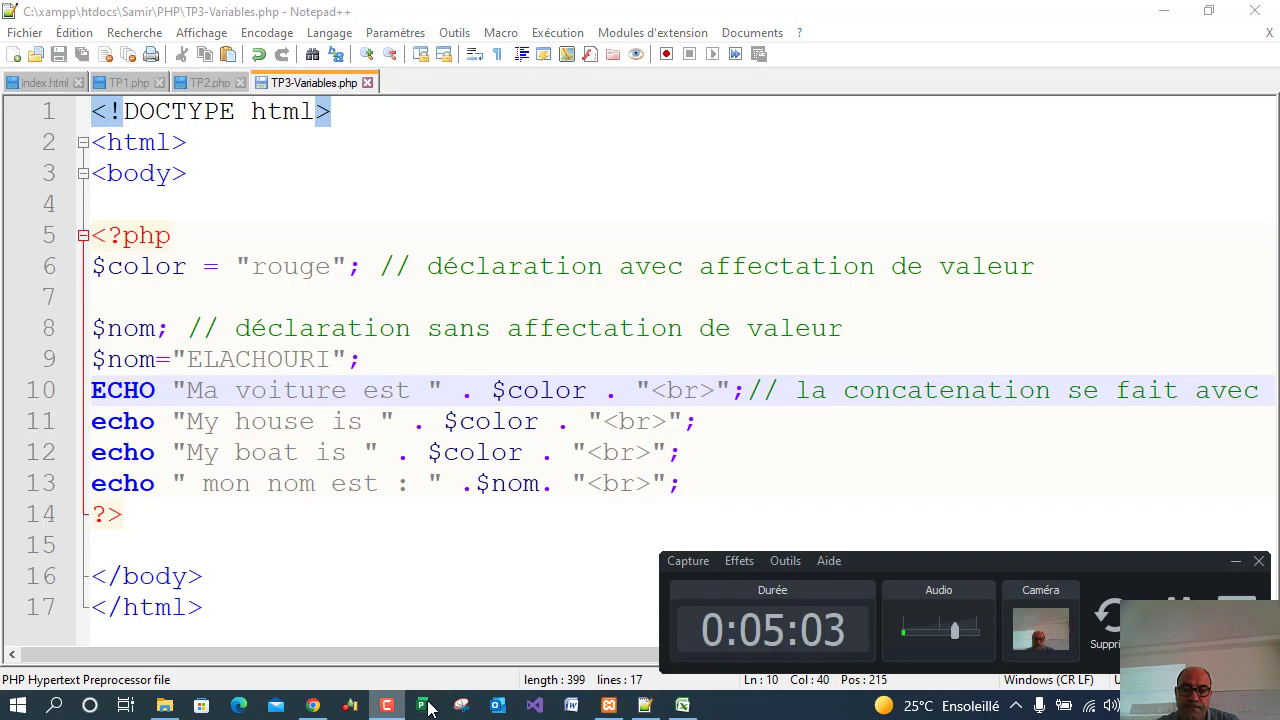 C:\xampp\htdocs\Samir\PHP\TP3-Variables.php - Notepad++
Fichier Édition Recherche Affichage Encodage Langage Paramètres Outils Macro Exécution Modules d'extension Documents ? X
index.html TP1.php TP2.php TP3-Variables.php
1 <!DOCTYPE html>
2 <html>
3 <body>
4
5 <?php
6 $color = "rouge"; // déclaration avec affectation de valeur
7
8 $nom; // déclaration sans affectation de valeur
9 $nom="ELACHOURI";
10 ECHO "Ma voiture est " . $color . "<br>";// la concatenation se fait avec
11 echo "My house is " . $color . "<br>";
12 echo "My boat is " . $color . "<br>";
13 echo " mon nom est : " .$nom. "<br>";
14 ?>
15
16 </body>
17 </html>
Capture Effets Outils Aide
Durée Audio Caméra
0:05:03
Suppri
PHP Hypertext Preprocessor file length : 399 lines : 17 Ln : 10 Col : 40 Pos : 215 Windows (CR LF)
25°C Ensoleillé